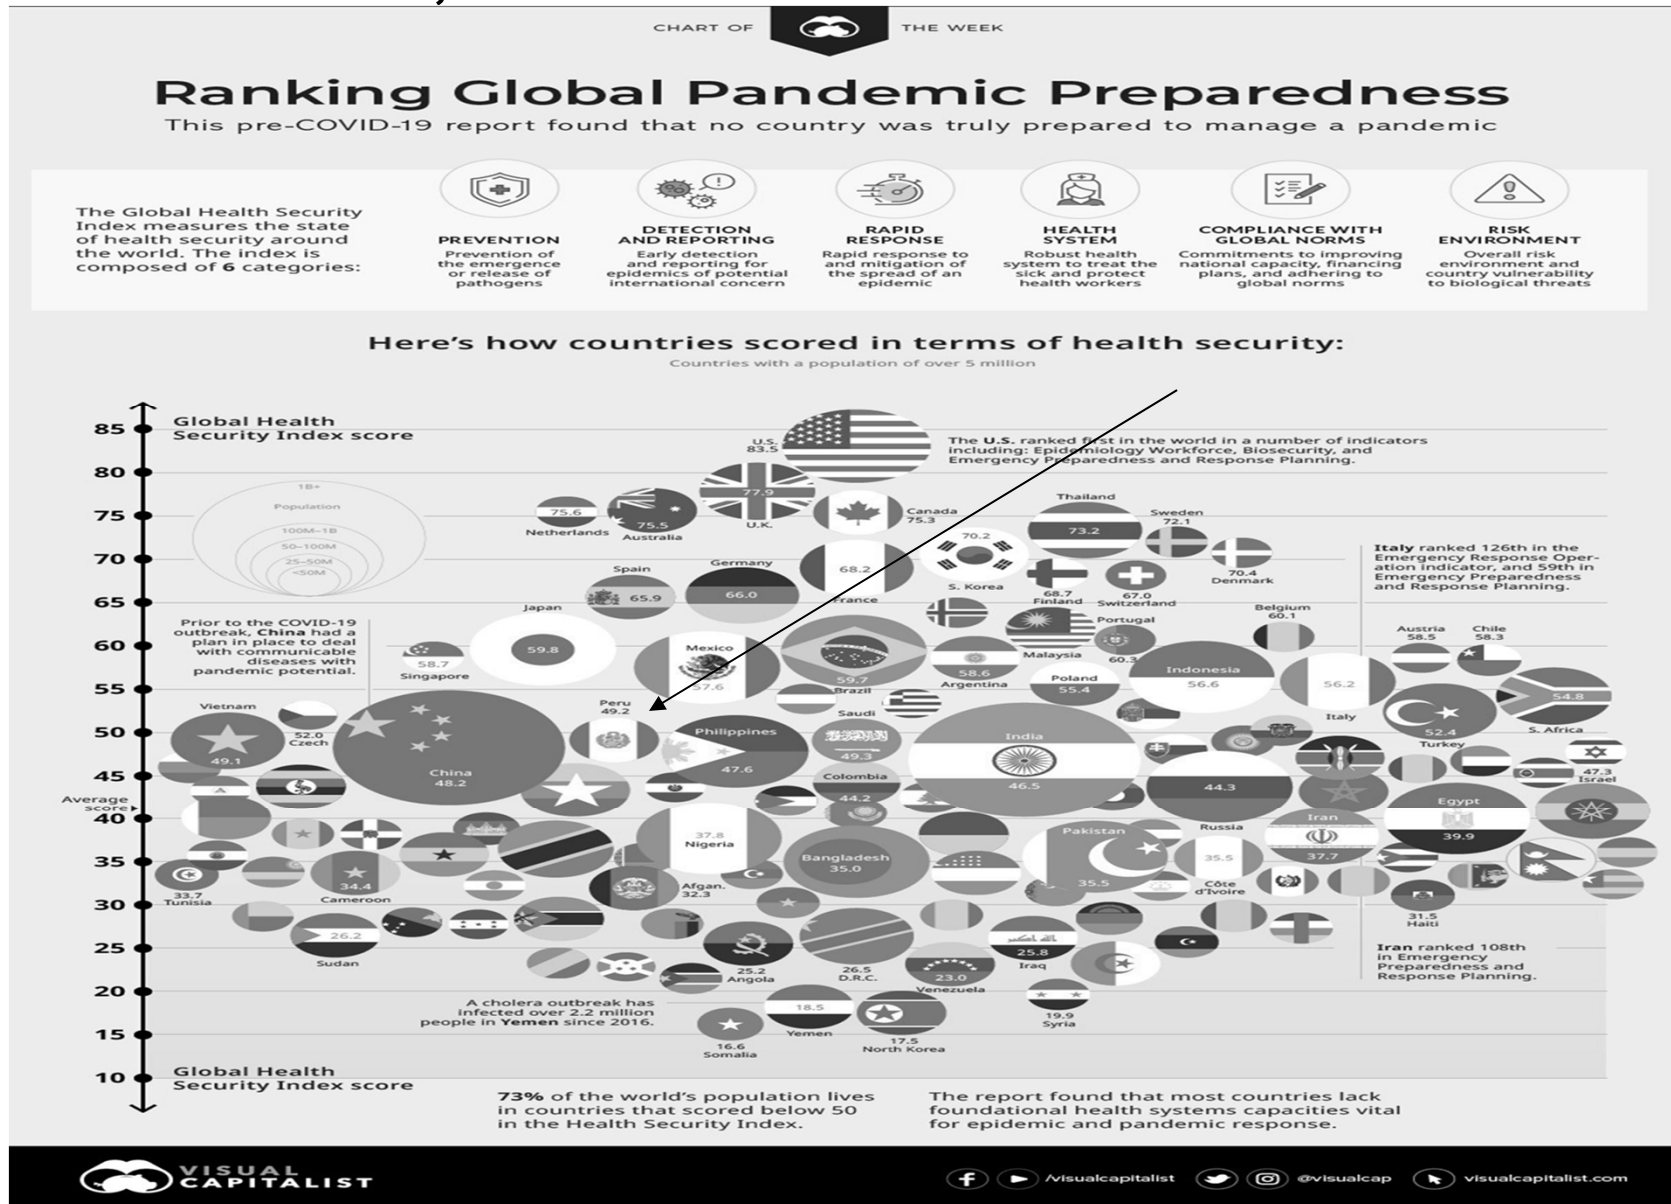 CHART OF THE WEEK
Ranking Global Pandemic Preparedness
This pre-COVID-19 report found that no country was truly prepared to manage a pandemic
The Global Health Security
Index measures the state
of health security around
the world. The index is
composed of 6 categories:
PREVENTION
Prevention of
the emergence
or release of
pathogens
DETECTION
AND REPORTING
Early detection
and reporting for
epidemics of potential
international concern
RAPID
RESPONSE
Rapid response to
and mitigation of
the spread of an
epidemic
HEALTH
SYSTEM
Robust health
system to treat the
sick and protect
health workers
COMPLIANCE WITH
GLOBAL NORMS
Commitments to improving
national capacity, financing
plans, and adhering to
global norms
RISK
ENVIRONMENT
Overall risk
environment and
country vulnerability
to biological threats
Here's how countries scored in terms of health security:
Countries with a population of over 5 million
Global Health
Security Index score
85
80
75
70
65
60
55
50
45
Average
score
40
35
30
25
20
15
10
Global Health
Security Index score
1B+
Population
100M–1B
50–100M
25–50M
<50M
U.S.
83.5
The U.S. ranked first in the world in a number of indicators
including: Epidemiology Workforce, Biosecurity, and
Emergency Preparedness and Response Planning.
77.9
U.K.
75.6
Netherlands
75.5
Australia
Canada
75.3
Thailand
73.2
Sweden
72.1
70.2
S. Korea
70.4
Denmark
68.7
Finland
67.0
Switzerland
68.2
France
Germany
66.0
Spain
65.9
Italy ranked 126th in the
Emergency Response Oper-
ation indicator, and 59th in
Emergency Preparedness
and Response Planning.
Japan
59.8
Prior to the COVID-19
outbreak, China had a
plan in place to deal
with communicable
diseases with
pandemic potential.
58.7
Singapore
Mexico
57.6
59.7
Brazil
58.6
Argentina
Malaysia
Portugal
60.3
Belgium
60.1
Austria
58.5
Chile
58.3
Poland
55.4
Indonesia
56.6
56.2
Italy
54.8
S. Africa
52.4
Turkey
Vietnam
49.1
52.0
Czech
China
48.2
Peru
49.2
Philippines
47.6
Saudi
49.3
Colombia
44.2
India
46.5
44.3
Russia
47.3
Israel
Egypt
39.9
Iran
37.7
37.8
Nigeria
Bangladesh
35.0
Pakistan
35.5
35.5
Côte
d'Ivoire
33.7
Tunisia
34.4
Cameroon
Afgan.
32.3
31.5
Haiti
26.2
Sudan
25.2
Angola
26.5
D.R.C.
23.0
Venezuela
25.8
Iraq
19.9
Syria
Iran ranked 108th
in Emergency
Preparedness and
Response Planning.
A cholera outbreak has
infected over 2.2 million
people in Yemen since 2016.
16.6
Somalia
18.5
Yemen
17.5
North Korea
73% of the world's population lives
in countries that scored below 50
in the Health Security Index.
The report found that most countries lack
foundational health systems capacities vital
for epidemic and pandemic response.
VISUAL
CAPITALIST
/visualcapitalist
@visualcap
visualcapitalist.com